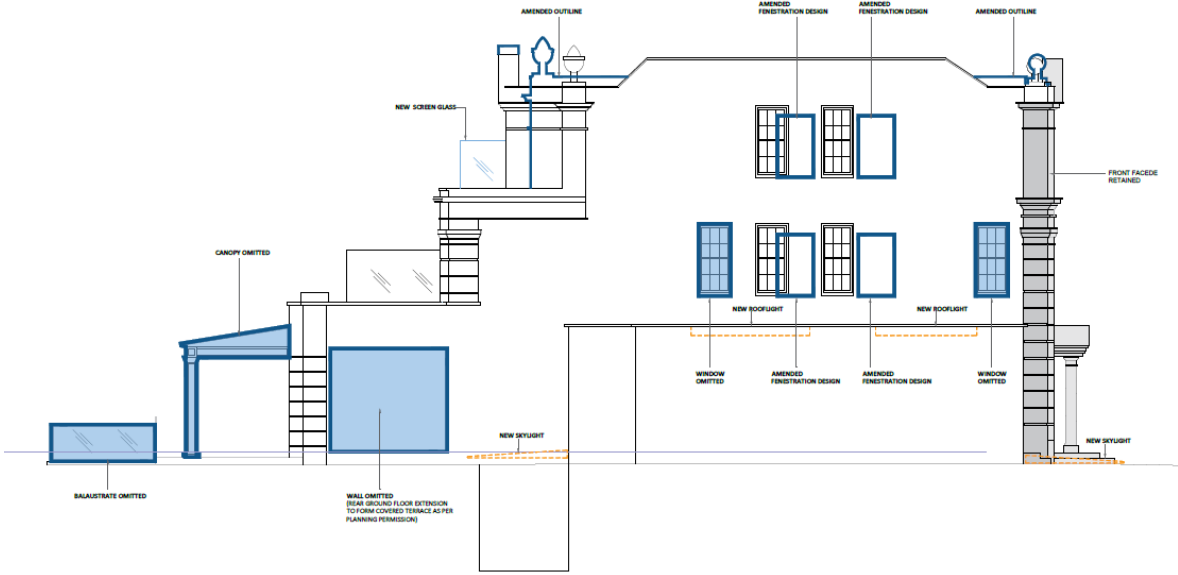 AMENDED OUTILINE
AMENDED
FENESTRATION DESIGN
AMENDED
FENESTRATION DESIGN
AMENDED OUTILINE
NEW SCREEN GLASS
FRONT FACEDE
RETAINED
CANOPY OMITTED
NEW ROOFLIGHT
NEW ROOFLIGHT
WINDOW
OMITTED
AMENDED
FENESTRATION DESIGN
AMENDED
FENESTRATION DESIGN
WINDOW
OMITTED
NEW SKYLIGHT
NEW SKYLIGHT
BALAUSTRATE OMITTED
WALL OMITTED
(REAR GROUND FLOOR EXTENSION
TO FORM COVERED TERRACE AS PER
PLANNING PERMISSION)